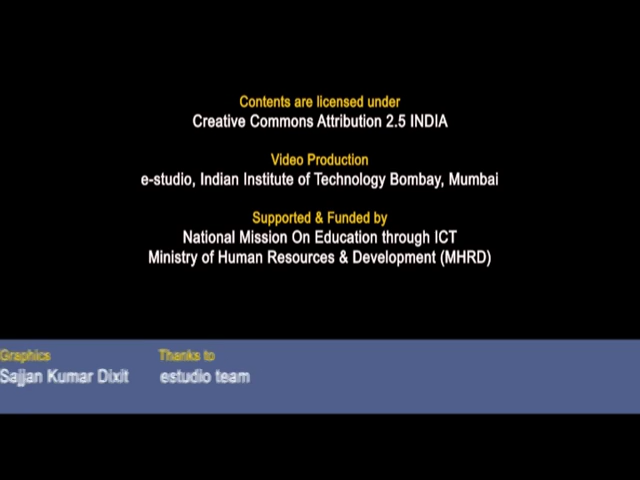 Contents are licensed under
Creative Commons Attribution 2.5 INDIA
Video Production
e-studio, Indian Institute of Technology Bombay, Mumbai
Supported & Funded by
National Mission On Education through ICT
Ministry of Human Resources & Development (MHRD)
Graphics
Sajjan Kumar Dixit
Thanks to
estudio team